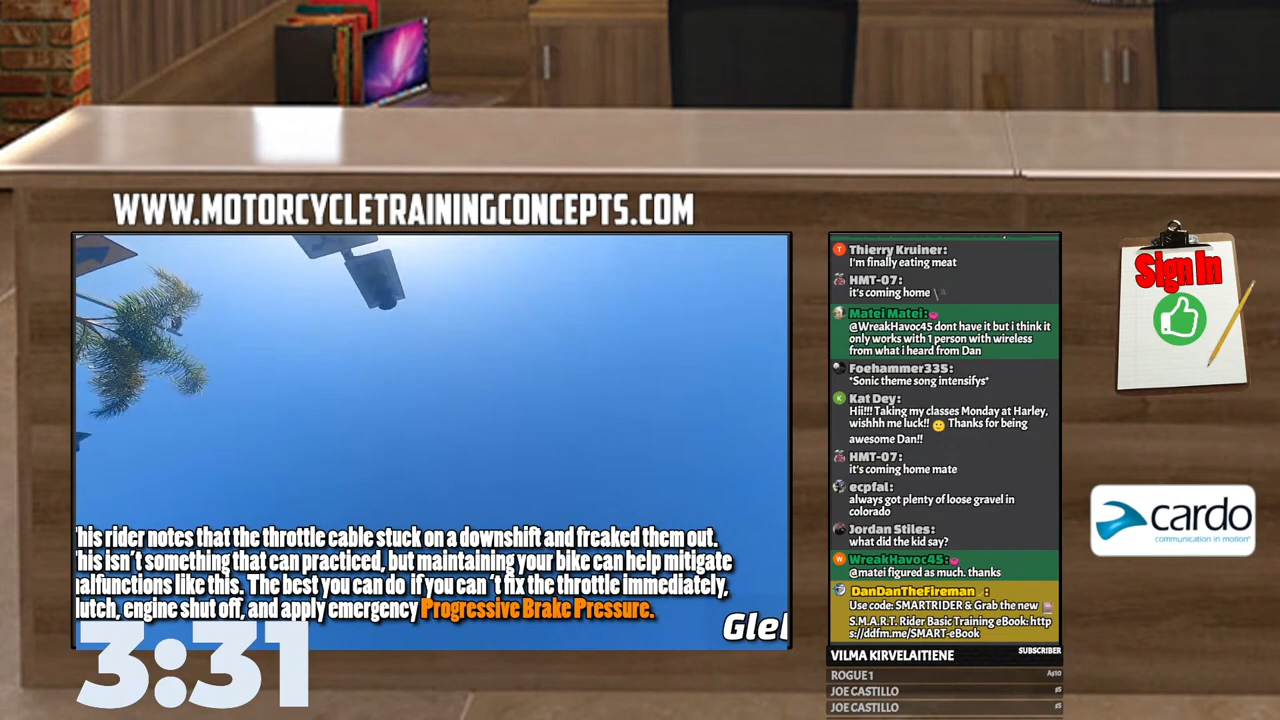 WWW.MOTORCYCLETRAININGCONCEPTS.COM
his rider notes that the throttle cable stuck on a downshift and freaked them out.
his isn't something that can practiced, but maintaining your bike can help mitigate
alfunctions like this. The best you can do if you can't fix the throttle immediately,
lutch, engine shut off, and apply emergency Progressive Brake Pressure.
Glel
3:31
Thierry Kruiner:
I'm finally eating meat
HMT-07:
it's coming home
Matei Matei:
@WreakHavoc45 dont have it but i think it
only works with 1 person with wireless
from what i heard from Dan
Foehammer335:
*Sonic theme song intensifys*
Kat Dey:
Hii!!! Taking my classes Monday at Harley,
wishhh me luck!! Thanks for being
awesome Dan!!
HMT-07:
it's coming home mate
ecpfal:
always got plenty of loose gravel in
colorado
Jordan Stiles:
what did the kid say?
WreakHavoc45:
@matei figured as much. thanks
DanDanTheFireman :
Use code: SMARTRIDER & Grab the new
S.M.A.R.T. Rider Basic Training eBook: http
s://ddfm.me/SMART-eBook
VILMA KIRVELAITIENE SUBSCRIBER
ROGUE 1 A$10
JOE CASTILLO $5
JOE CASTILLO $5
Sign In
cardo
communication in motion